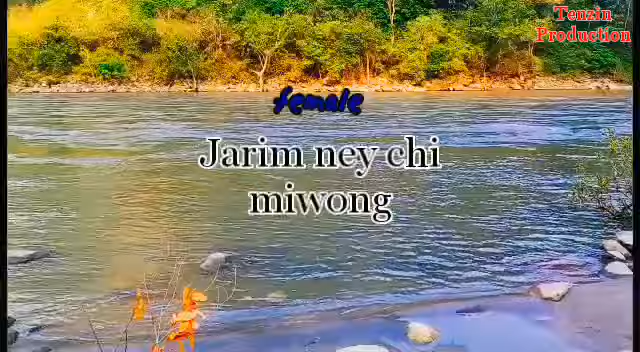 Tenzin
Production
female
Jarim ney chi
miwong